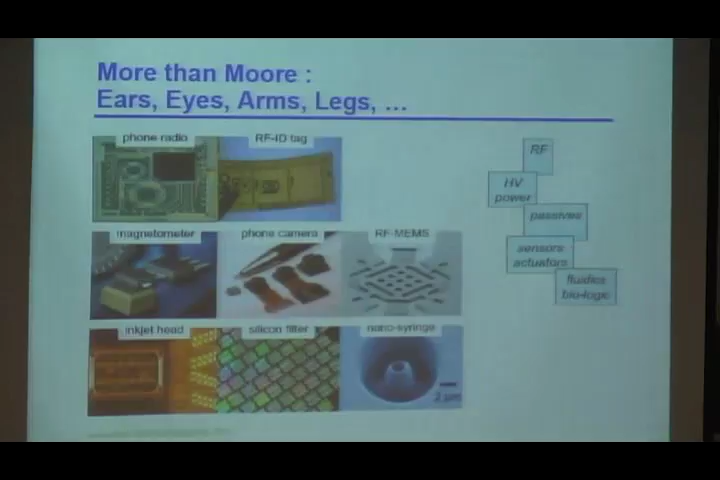 More than Moore :
Ears, Eyes, Arms, Legs, ...
phone radio
RF-ID tag
magnetometer
phone camera
RF-MEMS
inkjet head
silicon filter
nano-syringe
2 µm
RF
HV
power
passives
sensors
actuators
fluidics
bio-logic